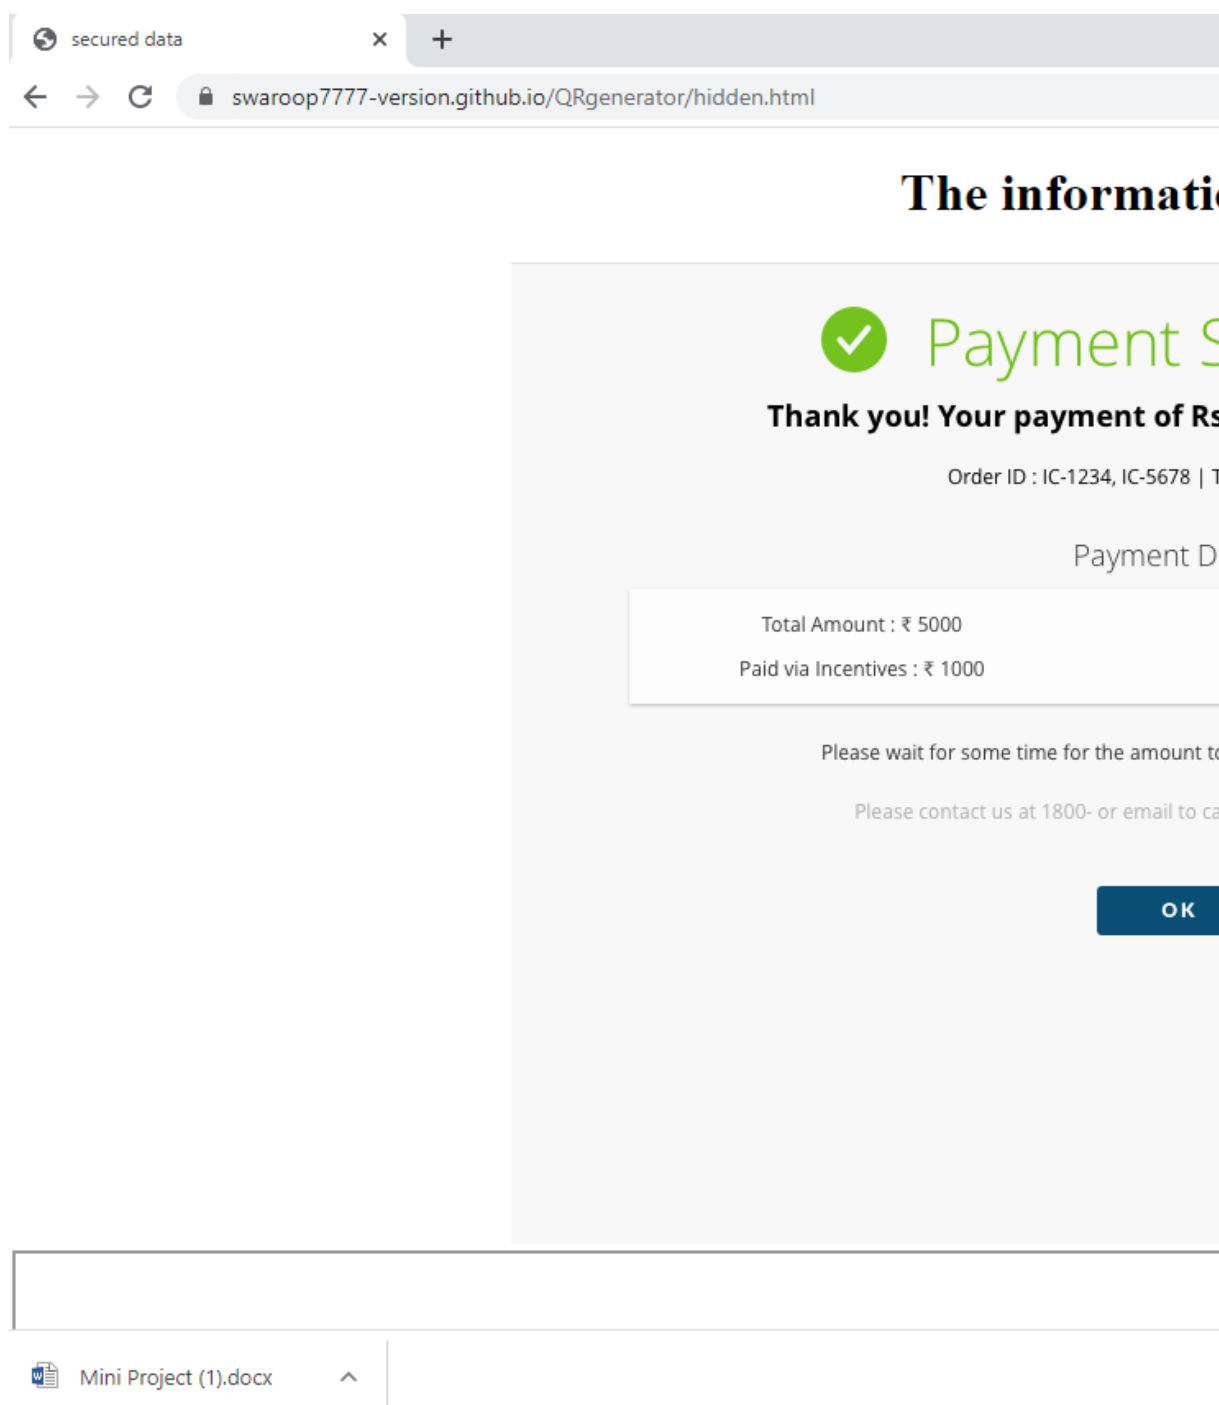 secured data
swaroop7777-version.github.io/QRgenerator/hidden.html
The
Payment
Thank you! Your payment of Rs
Order ID : IC-1234, IC-5678 |
Payment
Total Amount : ₹ 5000
Paid via Incentives : ₹ 1000
Please wait for some time for the amount
Please contact us at 1800- or email to
OK
Mini Project (1).docx